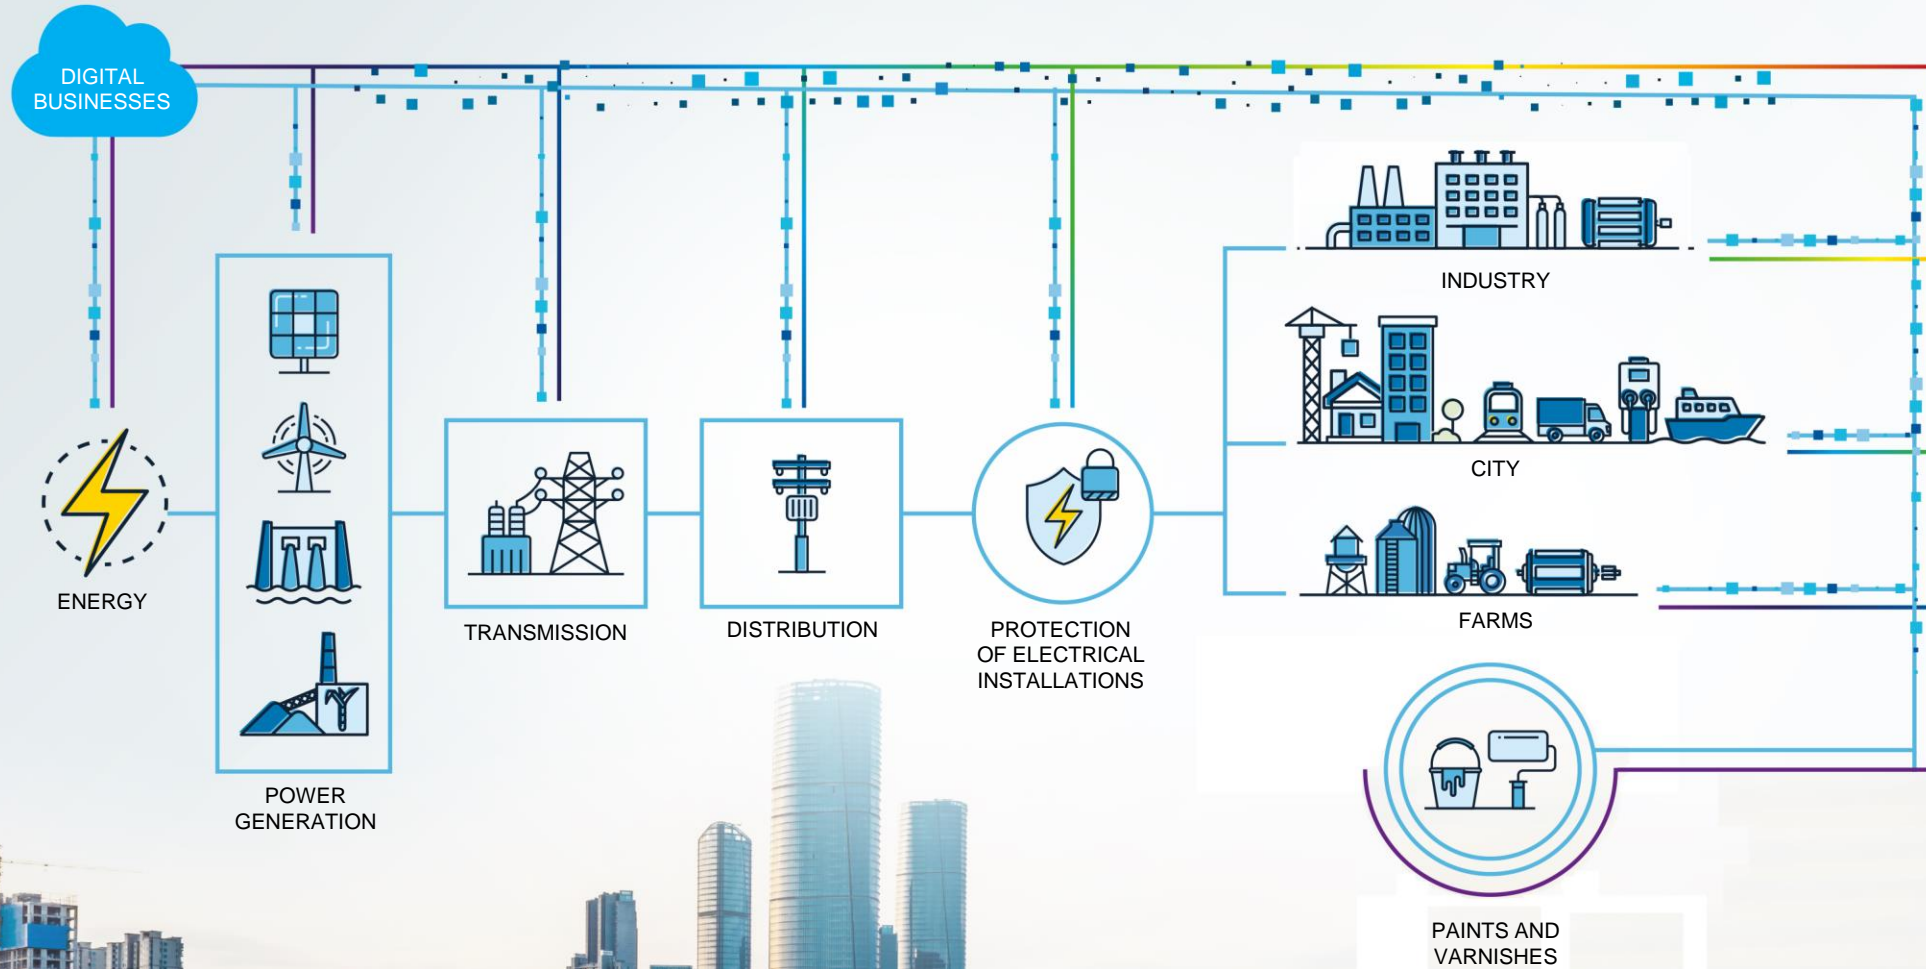 DIGITAL
BUSINESSES
ENERGY
POWER
GENERATION
TRANSMISSION
DISTRIBUTION
PROTECTION
OF ELECTRICAL
INSTALLATIONS
INDUSTRY
CITY
FARMS
PAINTS AND
VARNISHES